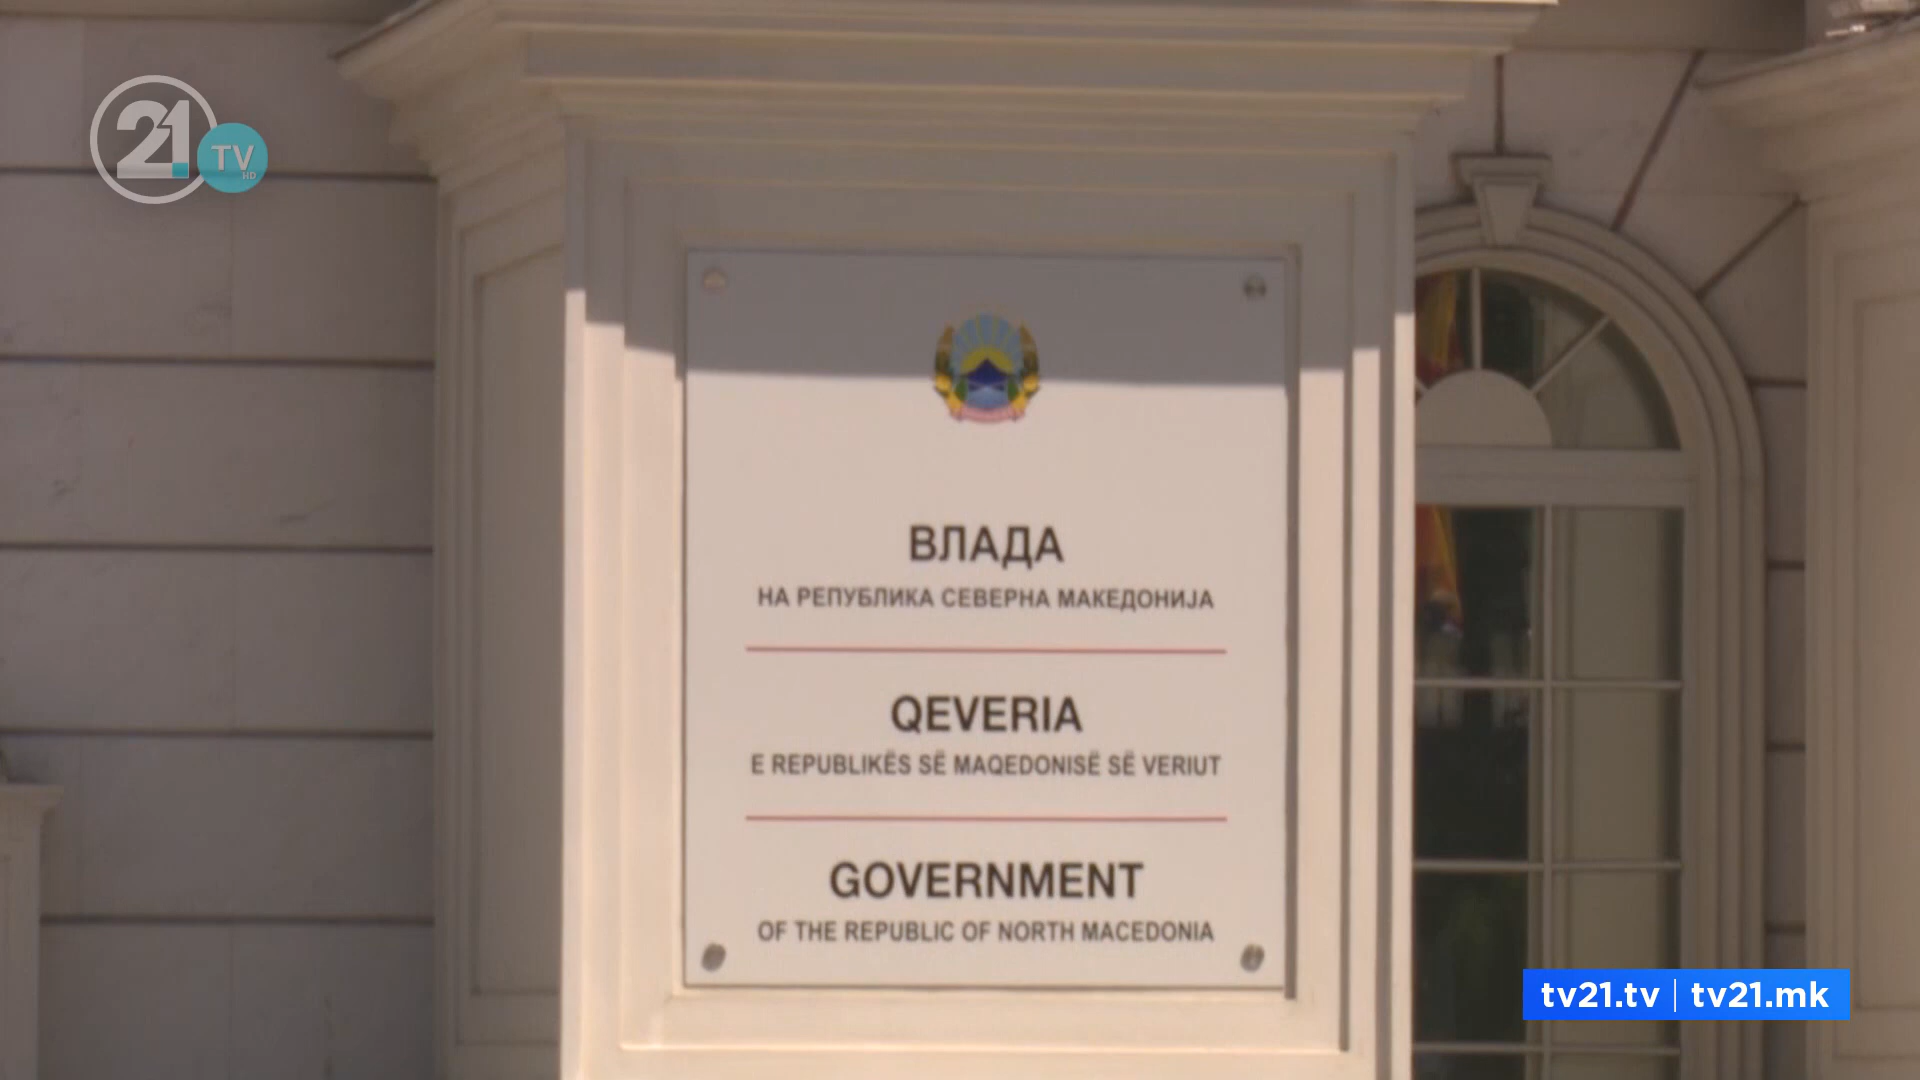 21
TV
HD
ВЛАДА
НА РЕПУБЛИКА СЕВЕРНА МАКЕДОНИЈА
QEVERIA
E REPUBLIKËS SË MAQEDONISË SË VERIUT
GOVERNMENT
OF THE REPUBLIC OF NORTH MACEDONIA
tv21.tv | tv21.mk